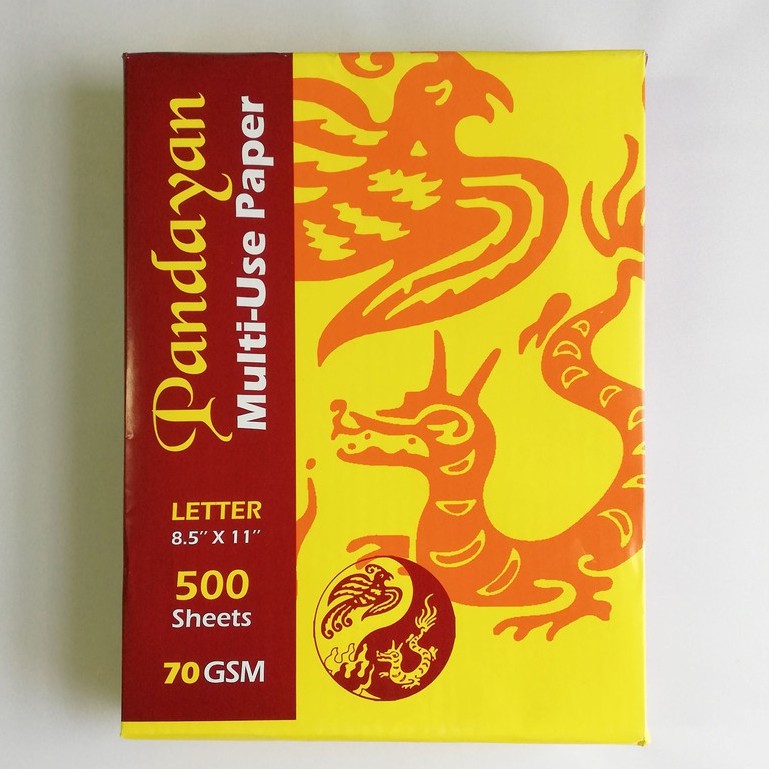 Pandayan
Multi-Use Paper
LETTER
8.5" X 11"
500
Sheets
70 GSM